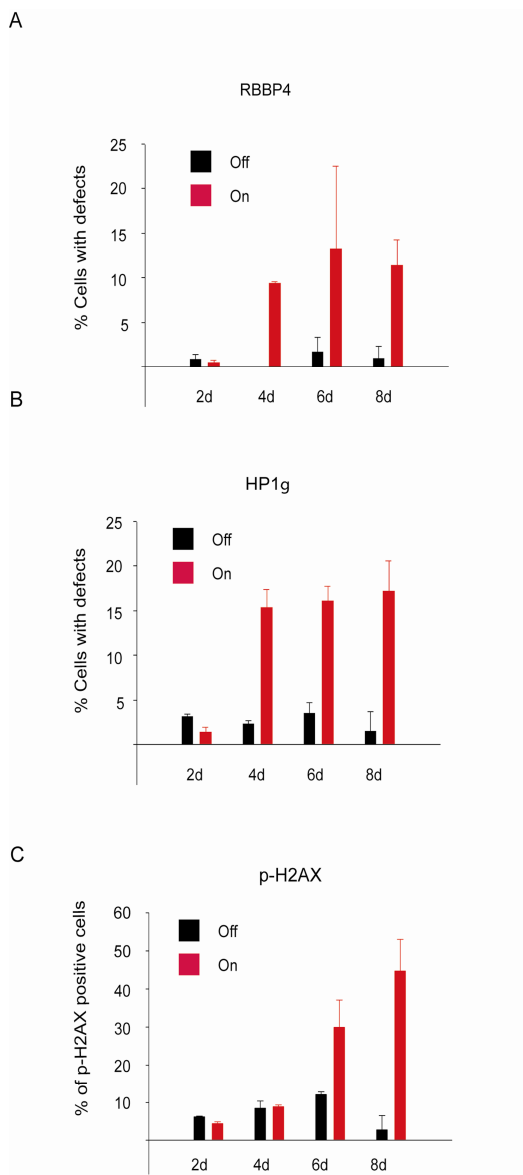 A
RBBP4
% Cells with defects
25
20
15
10
5
Off
On
2d 4d 6d 8d
B
HP1g
% Cells with defects
25
20
15
10
5
Off
On
2d 4d 6d 8d
C
p-H2AX
% of p-H2AX positive cells
60
50
40
30
20
10
Off
On
2d 4d 6d 8d